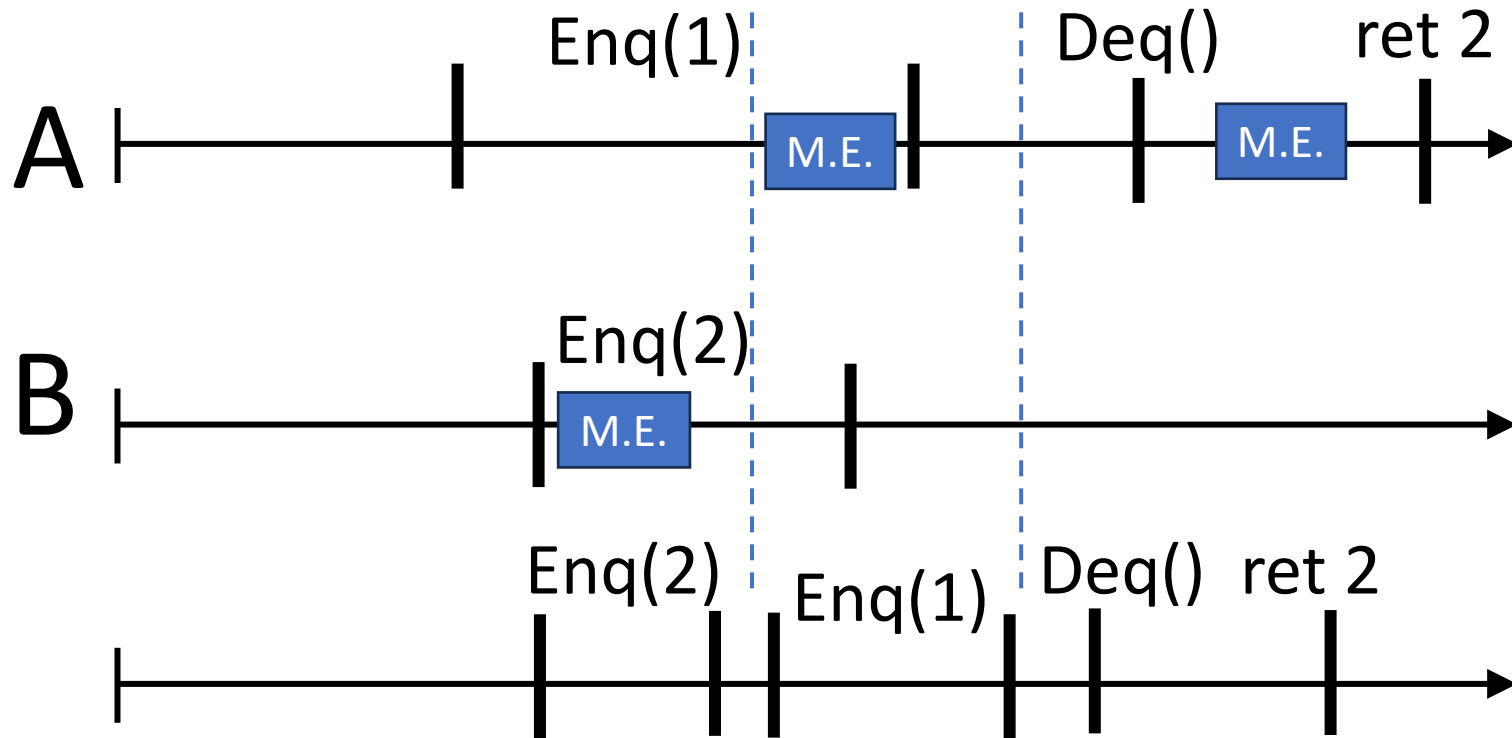 Enq(1) Deq() ret 2
A M.E. M.E.
Enq(2)
B M.E.
Enq(2) Enq(1) Deq() ret 2